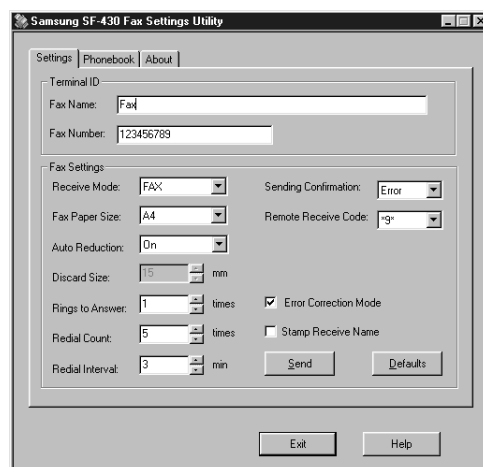 Samsung SF-430 Fax Settings Utility
Settings Phonebook About
Terminal ID
Fax Name: Fax
Fax Number: 123456789
Fax Settings
Receive Mode: FAX Sending Confirmation: Error
Fax Paper Size: A4 Remote Receive Code: *9*
Auto Reduction: On
Discard Size: 15 mm
Rings to Answer: 1 times Error Correction Mode
Redial Count: 5 times Stamp Receive Name
Redial Interval: 3 min Send Defaults
Exit Help